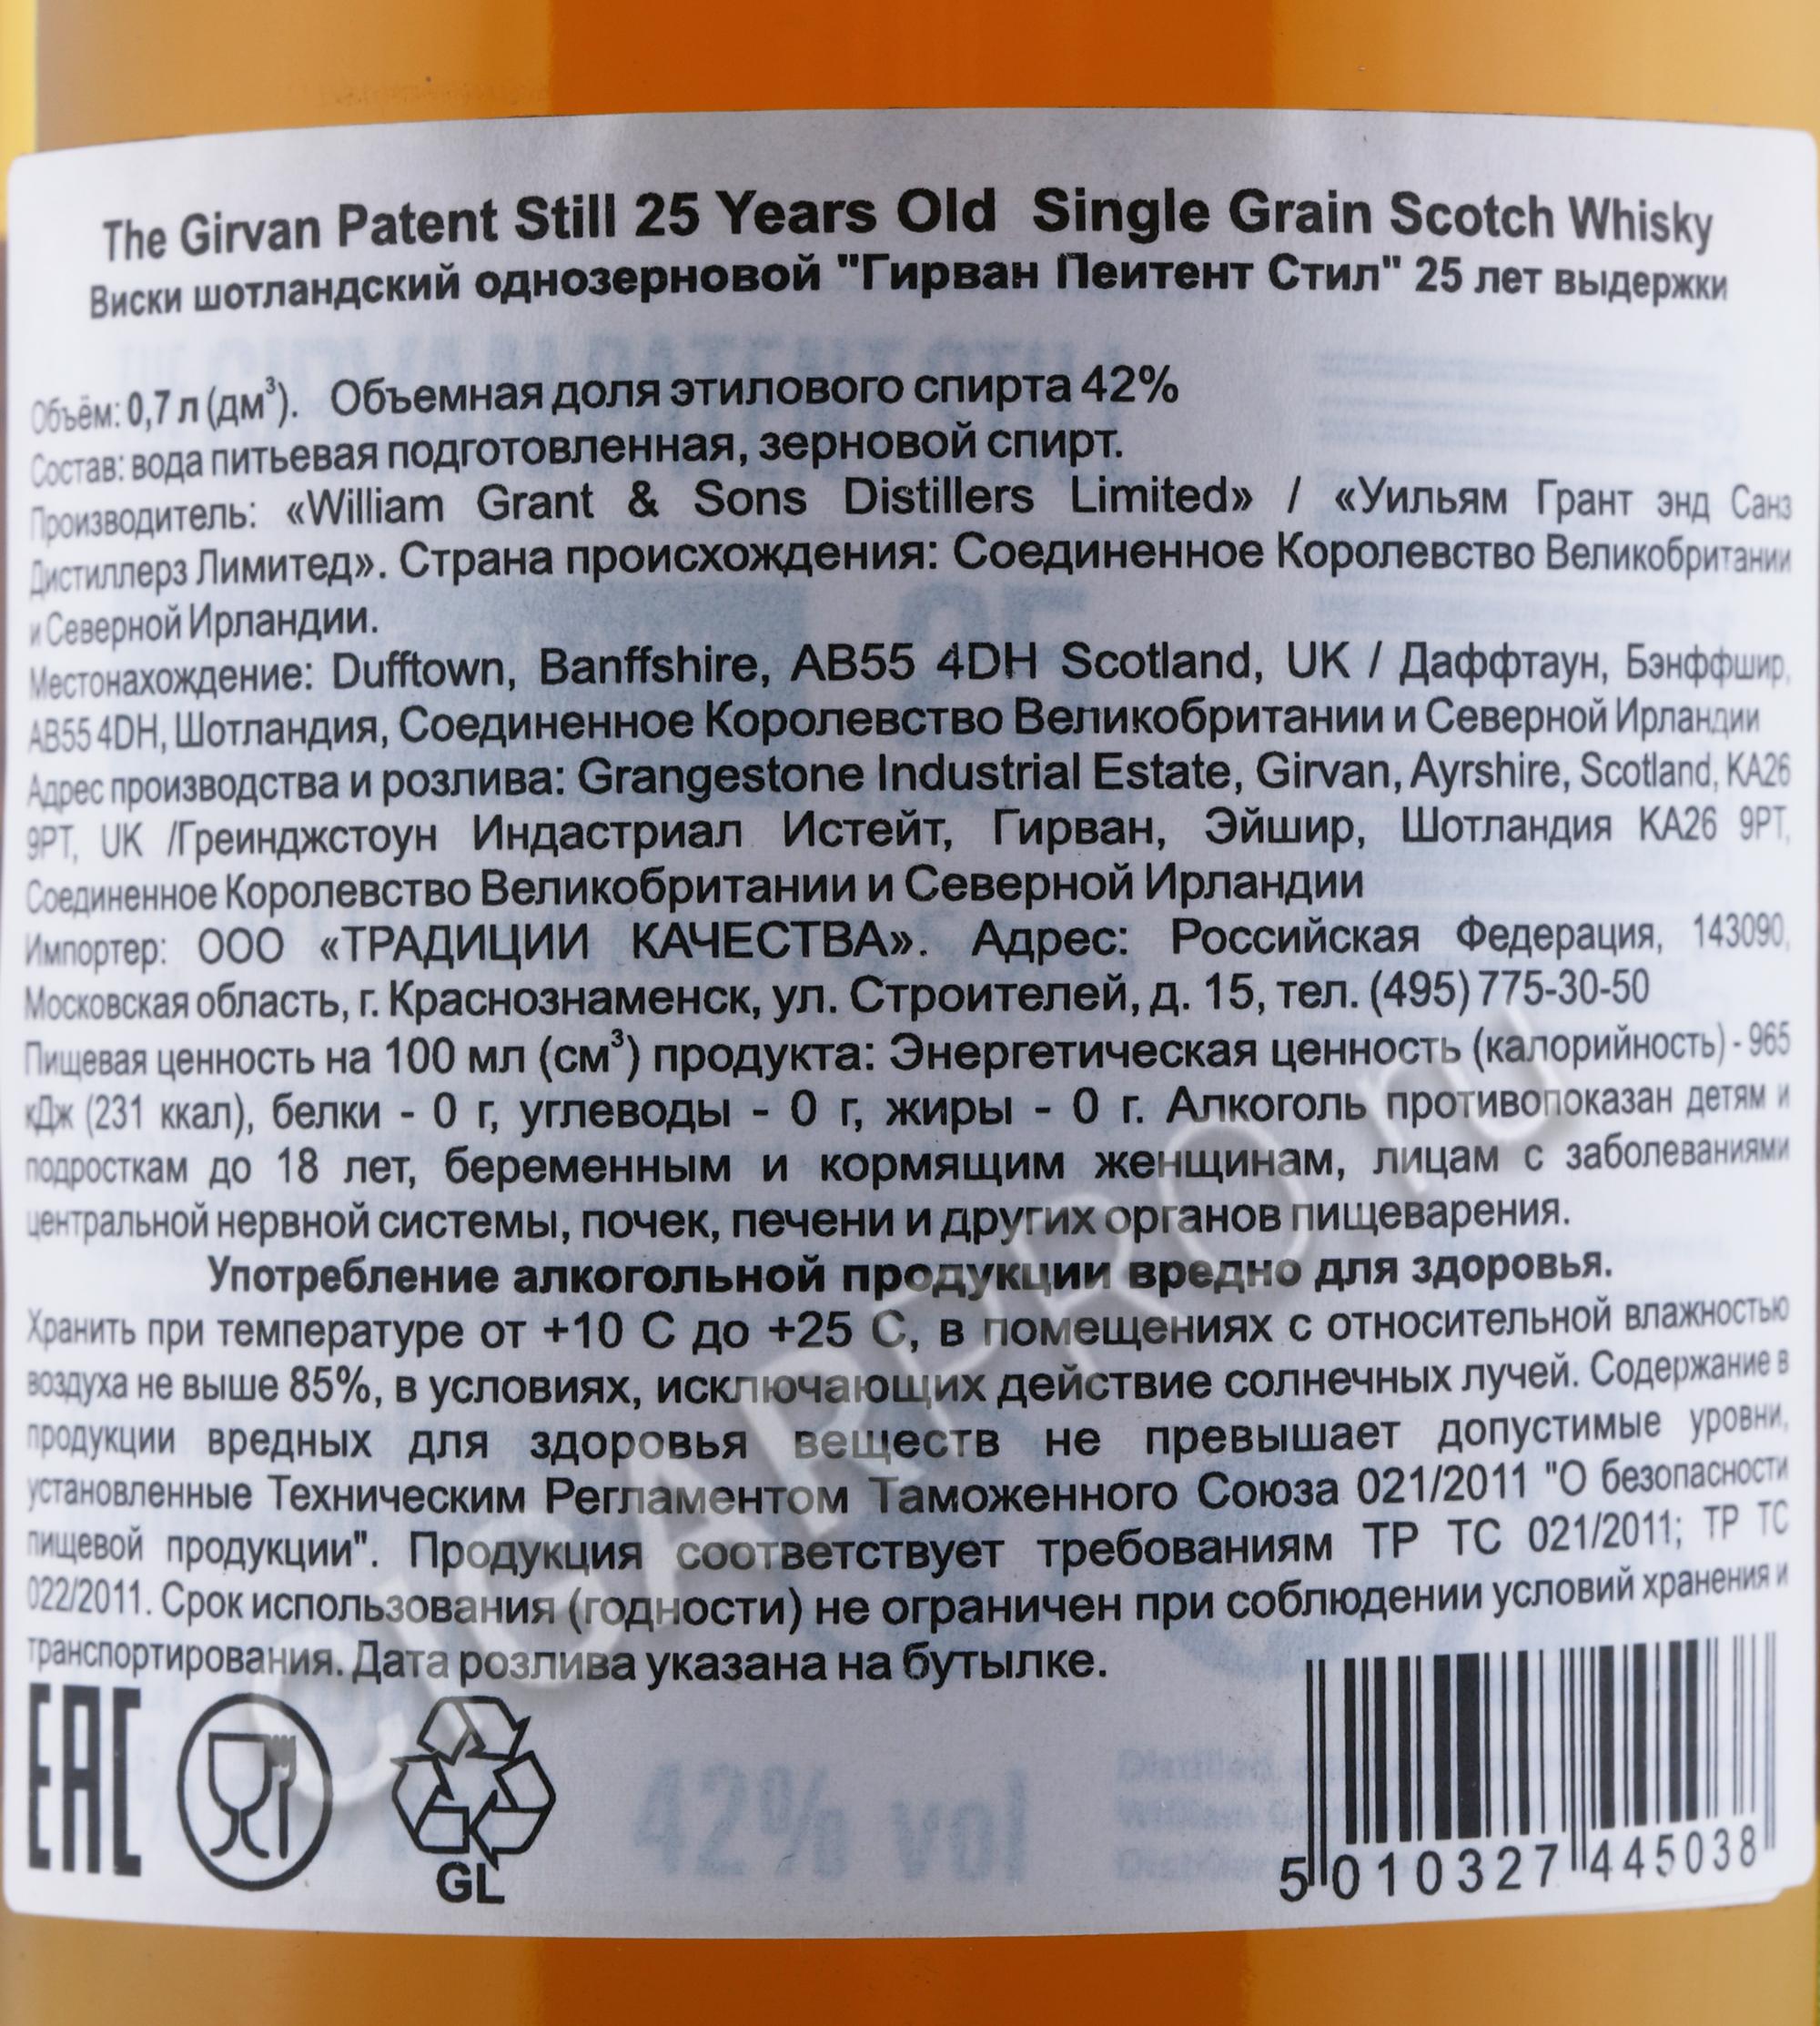 The Girvan Patent Still 25 Years Old Single Grain Scotch Whisky
Виски шотландский однозерновой "Гирван Пеитент Стил" 25 лет выдержки
Объём: 0,7 л (дм³). Объемная доля этилового спирта 42%
Состав: вода питьевая подготовленная, зерновой спирт.
Производитель: «William Grant & Sons Distillers Limited» / «Уильям Грант энд Санз
Дистиллерз Лимитед». Страна происхождения: Соединенное Королевство Великобритании
и Северной Ирландии.
Местонахождение: Dufftown, Banffshire, AB55 4DH Scotland, UK / Даффтаун, Бэнффшир,
AB55 4DH, Шотландия, Соединенное Королевство Великобритании и Северной Ирландии
Адрес производства и розлива: Grangestone Industrial Estate, Girvan, Ayrshire, Scotland, KA26
9PT, UK /Греинджстоун Индастриал Истейт, Гирван, Эйшир, Шотландия KA26 9PT,
Соединенное Королевство Великобритании и Северной Ирландии
Импортер: ООО «ТРАДИЦИИ КАЧЕСТВА». Адрес: Российская Федерация, 143090,
Московская область, г. Краснознаменск, ул. Строителей, д. 15, тел. (495) 775-30-50
Пищевая ценность на 100 мл (см³) продукта: Энергетическая ценность (калорийность) - 965
кДж (231 ккал), белки - 0 г, углеводы - 0 г, жиры - 0 г. Алкоголь противопоказан детям и
подросткам до 18 лет, беременным и кормящим женщинам, лицам с заболеваниями
центральной нервной системы, почек, печени и других органов пищеварения.
Употребление алкогольной продукции вредно для здоровья.
Хранить при температуре от +10 С до +25 С, в помещениях с относительной влажностью
воздуха не выше 85%, в условиях, исключающих действие солнечных лучей. Содержание в
продукции вредных для здоровья веществ не превышает допустимые уровни,
установленные Техническим Регламентом Таможенного Союза 021/2011 "О безопасности
пищевой продукции". Продукция соответствует требованиям ТР ТС 021/2011; ТР ТС
022/2011. Срок использования (годности) не ограничен при соблюдении условий хранения и
транспортирования. Дата розлива указана на бутылке.
EAC
GL
42% vol
5 010327 445038
CIGARPRO.ru